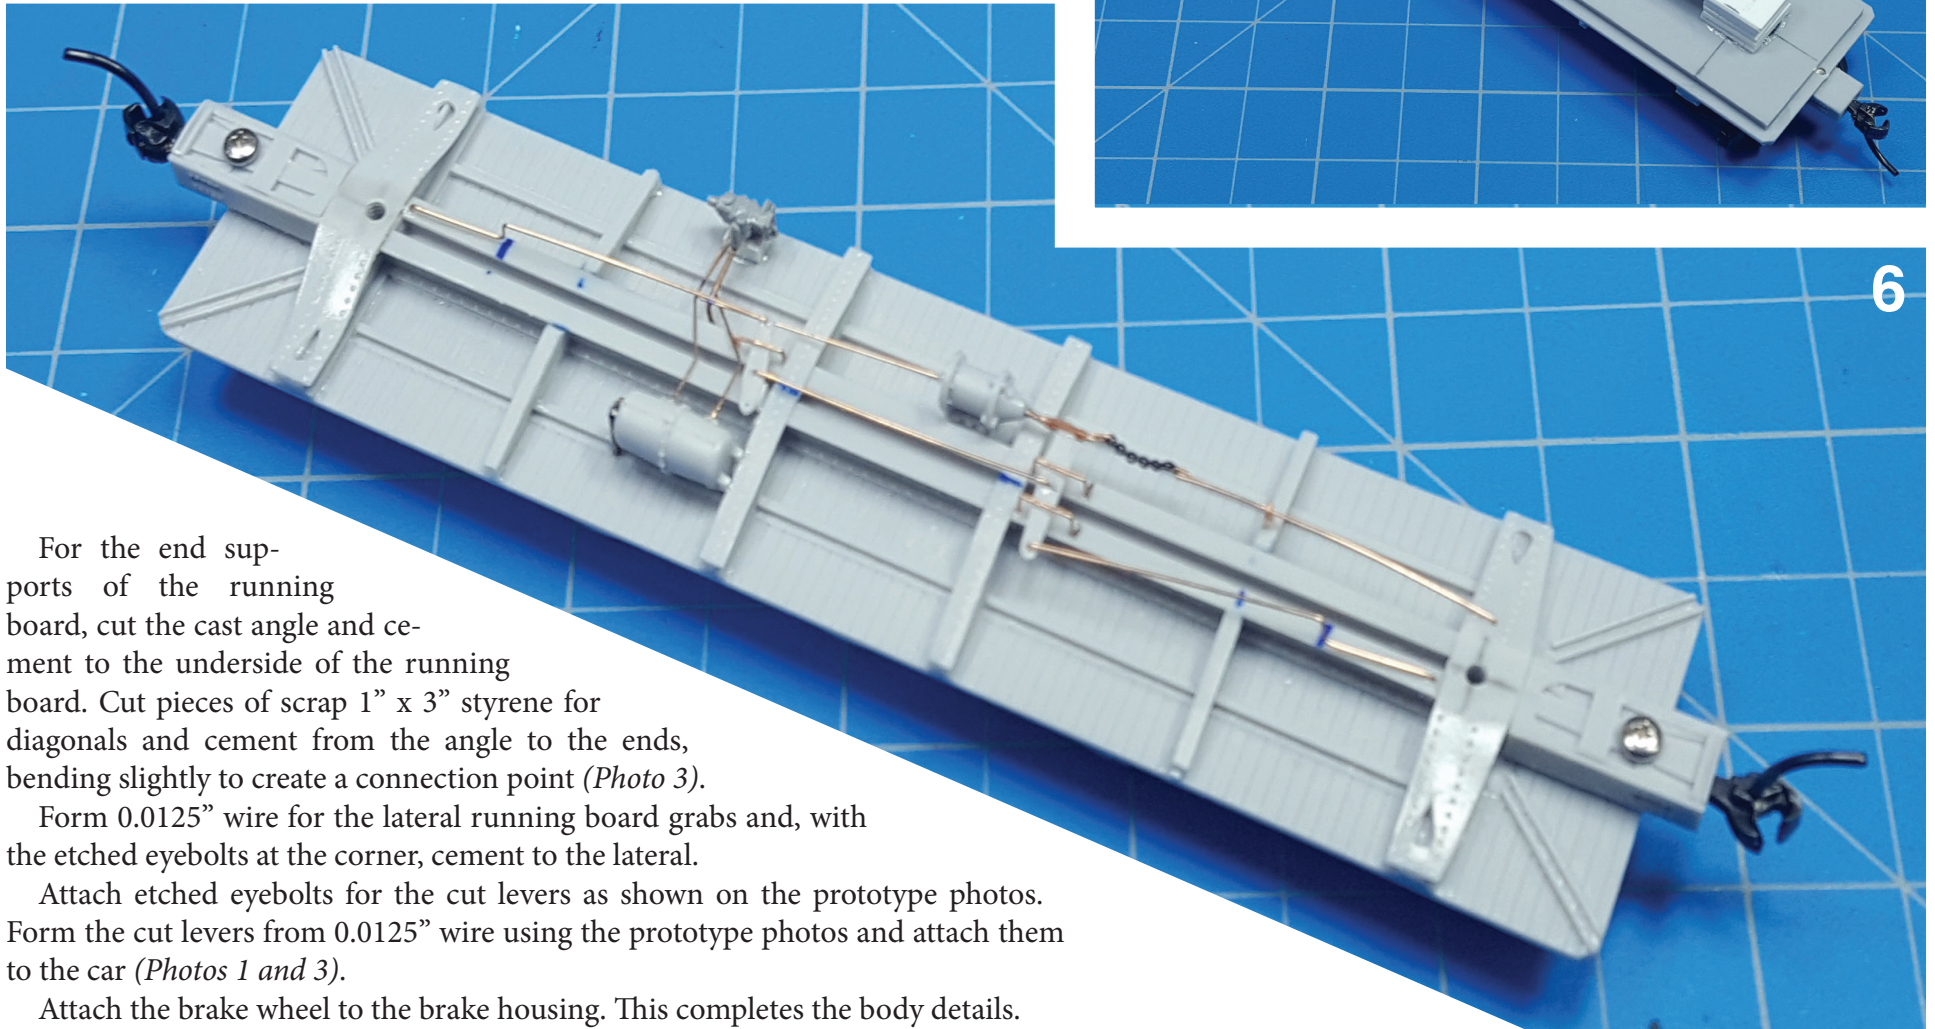 6
For the end sup-
ports of the running
board, cut the cast angle and ce-
ment to the underside of the running
board. Cut pieces of scrap 1” x 3” styrene for
diagonals and cement from the angle to the ends,
bending slightly to create a connection point (Photo 3).
Form 0.0125” wire for the lateral running board grabs and, with
the etched eyebolts at the corner, cement to the lateral.
Attach etched eyebolts for the cut levers as shown on the prototype photos.
Form the cut levers from 0.0125” wire using the prototype photos and attach them
to the car (Photos 1 and 3).
Attach the brake wheel to the brake housing. This completes the body details.